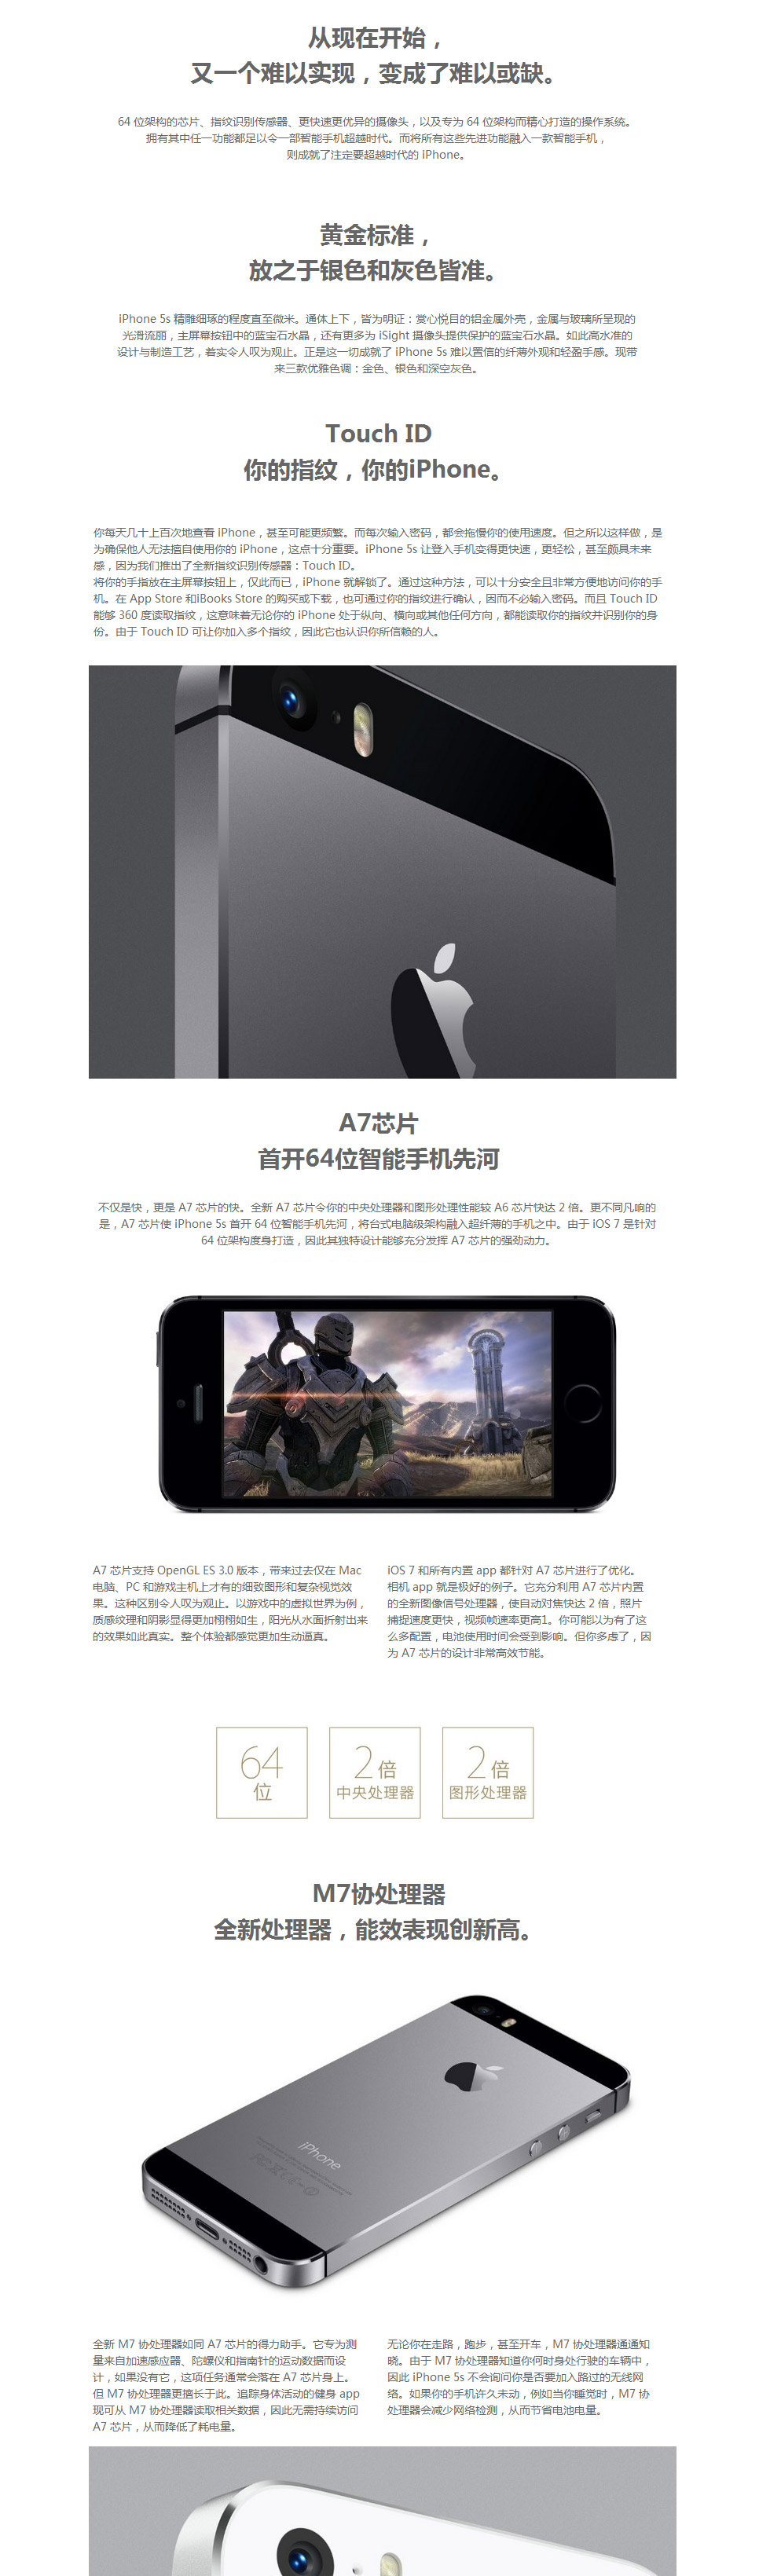 从现在开始，
又一个难以实现，变成了难以或缺。
64 位架构的芯片、指纹识别传感器、更快速更优异的摄像头，以及专为 64 位架构而精心打造的操作系统。
拥有其中任一功能都足以令一部智能手机超越时代。而将所有这些先进功能融入一款智能手机，
则成就了注定要超越时代的 iPhone。
黄金标准，
放之于银色和灰色皆准。
iPhone 5s 精雕细琢的程度直至微米。通体上下，皆为明证：赏心悦目的铝金属外壳，金属与玻璃所呈现的
光滑流丽，主屏幕按钮中的蓝宝石水晶，还有更多为 iSight 摄像头提供保护的蓝宝石水晶。如此高水准的
设计与制造工艺，着实令人叹为观止。正是这一切成就了 iPhone 5s 难以置信的纤薄外观和轻盈手感。现带
来三款优雅色调：金色、银色和深空灰色。
Touch ID
你的指纹，你的iPhone。
你每天几十上百次地查看 iPhone，甚至可能更频繁。而每次输入密码，都会拖慢你的使用速度。但之所以这样做，是
为确保他人无法擅自使用你的 iPhone，这点十分重要。iPhone 5s 让登入手机变得更快速，更轻松，甚至颇具未来
感，因为我们推出了全新指纹识别传感器：Touch ID。
将你的手指放在主屏幕按钮上，仅此而已，iPhone 就解锁了。通过这种方法，可以十分安全且非常方便地访问你的手
机。在 App Store 和iBooks Store 的购买或下载，也可通过你的指纹进行确认，因而不必输入密码。而且 Touch ID
能够 360 度读取指纹，这意味着无论你的 iPhone 处于纵向、横向或其他任何方向，都能读取你的指纹并识别你的身
份。由于 Touch ID 可让你加入多个指纹，因此它也认识你所信赖的人。
A7芯片
首开64位智能手机先河
不仅是快，更是 A7 芯片的快。全新 A7 芯片令你的中央处理器和图形处理性能较 A6 芯片快达 2 倍。更不同凡响的
是，A7 芯片使 iPhone 5s 首开 64 位智能手机先河，将台式电脑级架构融入超纤薄的手机之中。由于 iOS 7 是针对
64 位架构度身打造，因此其独特设计能够充分发挥 A7 芯片的强劲动力。
A7 芯片支持 OpenGL ES 3.0 版本，带来过去仅在 Mac
电脑、PC 和游戏主机上才有的细致图形和复杂视觉效
果。这种区别令人叹为观止。以游戏中的虚拟世界为例，
质感纹理和阴影显得更加栩栩如生，阳光从水面折射出来
的效果如此真实。整个体验都感觉更加生动逼真。
iOS 7 和所有内置 app 都针对 A7 芯片进行了优化。
相机 app 就是极好的例子。它充分利用 A7 芯片内置
的全新图像信号处理器，使自动对焦快达 2 倍，照片
捕捉速度更快，视频帧速率更高1。你可能以为有了这
么多配置，电池使用时间会受到影响。但你多虑了，因
为 A7 芯片的设计非常高效节能。
64
位
2 倍
中央处理器
2 倍
图形处理器
M7协处理器
全新处理器，能效表现创新高。
iPhone
全新 M7 协处理器如同 A7 芯片的得力助手。它专为测
量来自加速感应器、陀螺仪和指南针的运动数据而设
计，如果没有它，这项任务通常会落在 A7 芯片身上。
但 M7 协处理器更擅长于此。追踪身体活动的健身 app
现可从 M7 协处理器读取相关数据，因此无需持续访问
A7 芯片，从而降低了耗电量。
无论你在走路，跑步，甚至开车，M7 协处理器通通知
晓。由于 M7 协处理器知道你何时身处行驶的车辆中，
因此 iPhone 5s 不会询问你是否要加入路过的无线网
络。如果你的手机许久未动，例如当你睡觉时，M7 协
处理器会减少网络检测，从而节省电池电量。